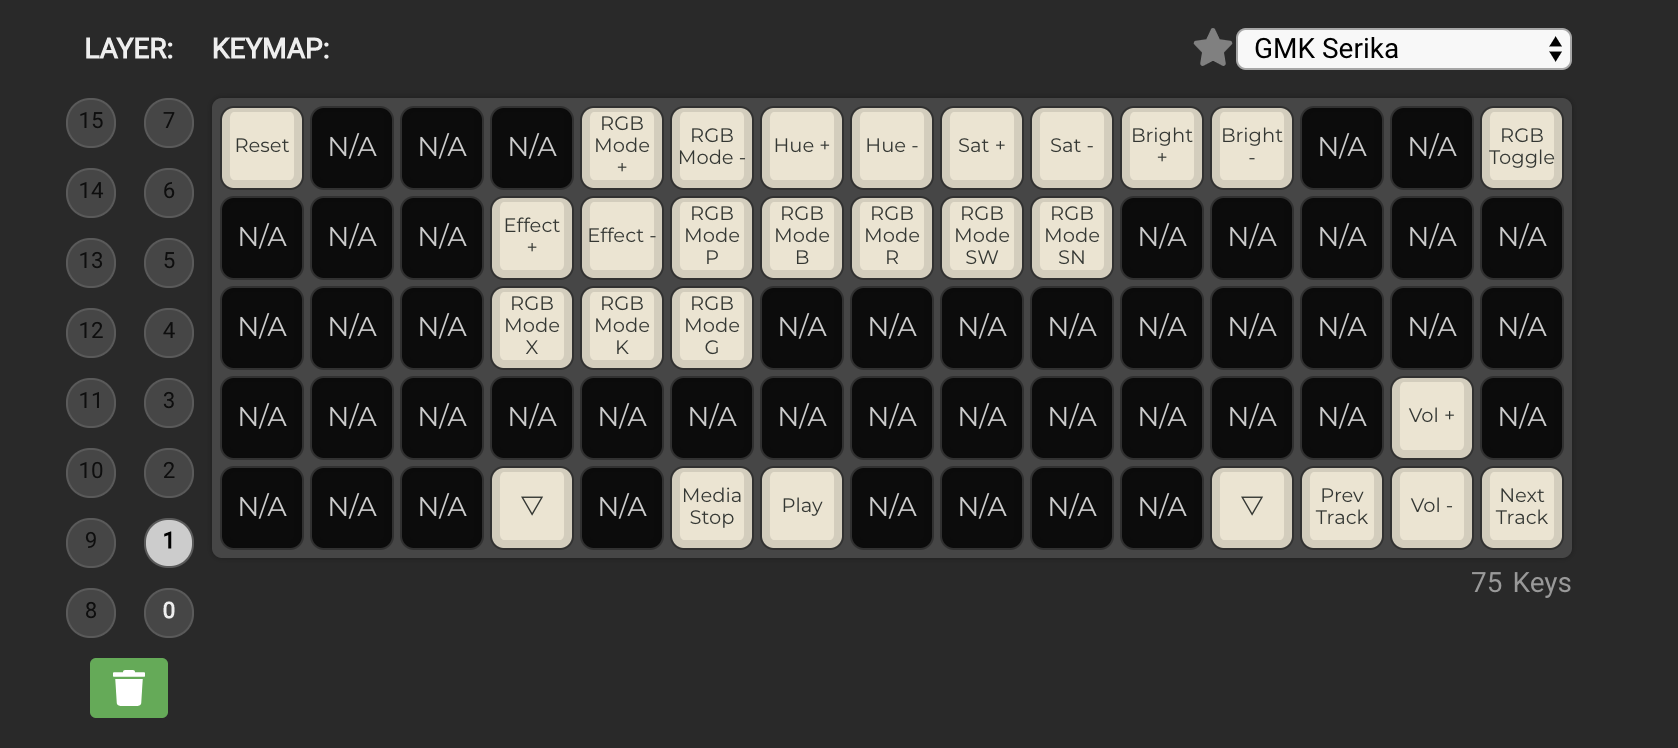 LAYER: KEYMAP: GMK Serika
15 7
Reset N/A N/A N/A RGB Mode + RGB Mode - Hue + Hue - Sat + Sat - Bright + Bright - N/A N/A RGB Toggle
14 6
N/A N/A N/A Effect + Effect - RGB Mode P RGB Mode B RGB Mode R RGB Mode SW RGB Mode SN N/A N/A N/A N/A N/A
13 5
12 4
N/A N/A N/A RGB Mode X RGB Mode K RGB Mode G N/A N/A N/A N/A N/A N/A N/A N/A N/A
11 3
N/A N/A N/A N/A N/A N/A N/A N/A N/A N/A N/A N/A N/A Vol + N/A
10 2
N/A N/A N/A ▽ N/A Media Stop Play N/A N/A N/A N/A ▽ Prev Track Vol - Next Track
9 1
75 Keys
8 0